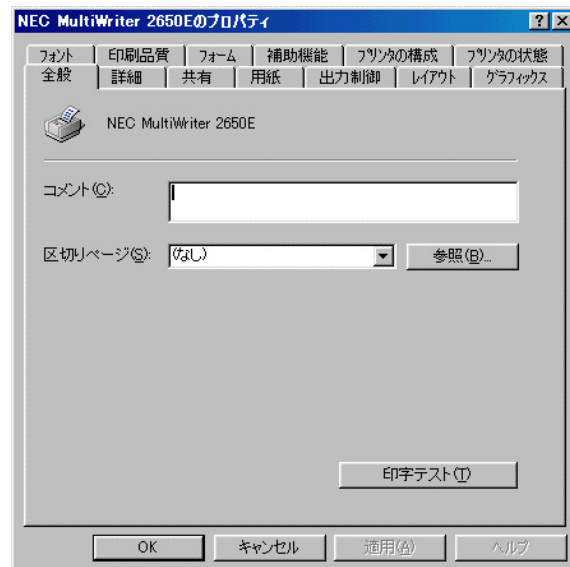 NEC MultiWriter 2650Eのプロパティ ? ×
フォント 印刷品質 フォーム 補助機能 プリンタの構成 プリンタの状態
全般 詳細 共有 用紙 出力制御 レイアウト グラフィックス
NEC MultiWriter 2650E
コメント(C):
区切りページ(S): (なし) 参照(B)...
印字テスト(T)
OK キャンセル 適用(A) ヘルプ